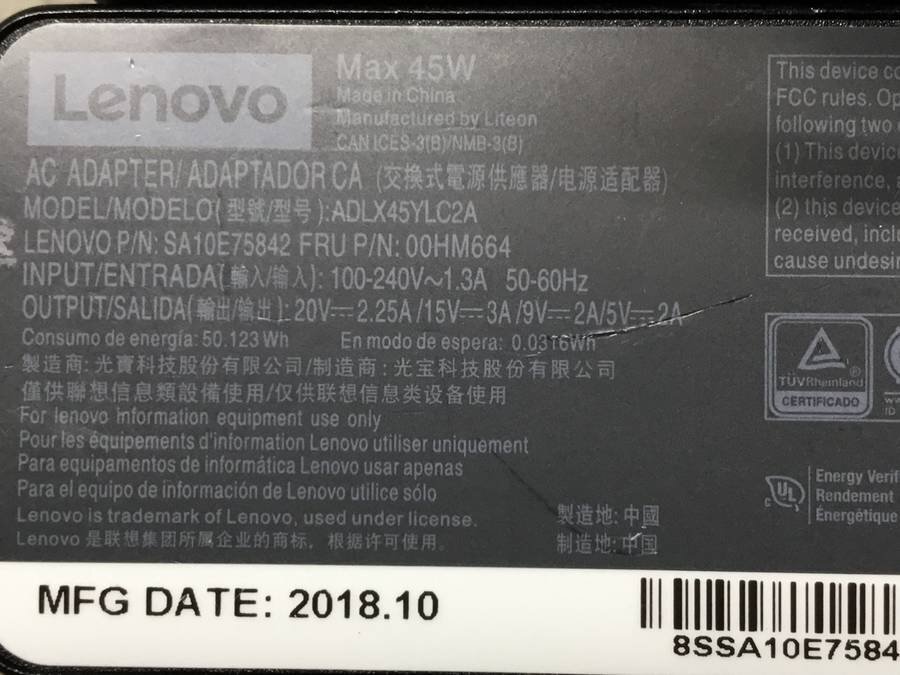 Lenovo
Max 45W
Made in China
Manufactured by Liteon
CAN ICES-3(B)/NMB-3(B)
AC ADAPTER/ ADAPTADOR CA (交換式電源供應器/电源适配器)
MODEL/MODELO(型號/型号):ADLX45YLC2A
LENOVO P/N: SA10E75842 FRU P/N: 00HM664
INPUT/ENTRADA(輸入/输入): 100-240V～1.3A 50-60Hz
OUTPUT/SALIDA(輸出/输出): 20V⎓2.25A/15V⎓3A/9V⎓2A/5V⎓2A
Consumo de energía: 50.123 Wh En modo de espera: 0.0316Wh
製造商: 光寶科技股份有限公司/制造商: 光宝科技股份有限公司
僅供聯想信息類設備使用/仅供联想信息类设备使用
For lenovo Information equipment use only
Pour les équipements d'information Lenovo utiliser uniquement
Para equipamentos de informática Lenovo usar apenas
Para el equipo de información de Lenovo utilice sólo
Lenovo is trademark of Lenovo, used under license.
Lenovo 是联想集团所属企业的商标，根据许可使用。
製造地: 中國
制造地: 中国
This device co
FCC rules. Op
following two
(1) This device
interference,
(2) this device
received, incl
cause undesir
TÜVRheinland ®
CERTIFICADO
ww
ID
UL
Energy Verif
Rendement
Énergétique
MFG DATE: 2018.10
8SSA10E7584